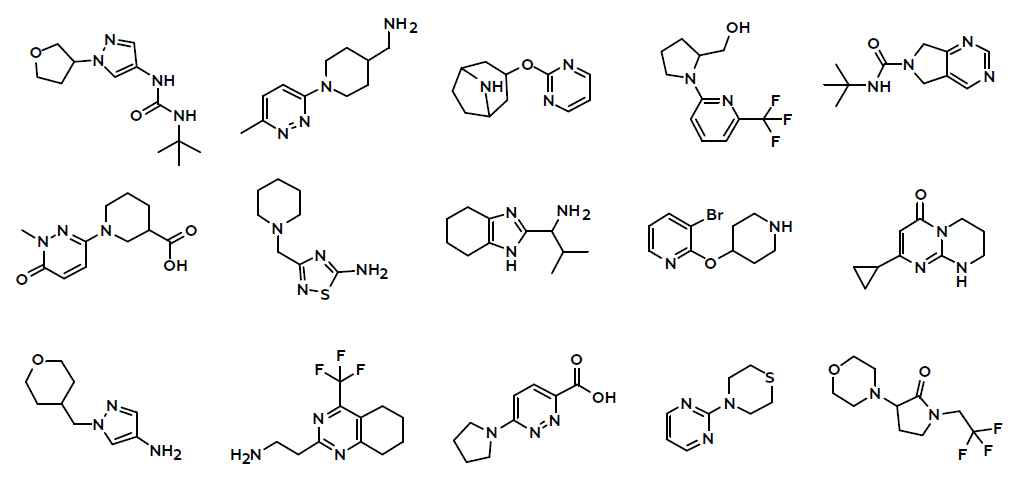 O N N NH O NH
NH2 N N N
NH O N N
OH N N F F F
O N NH N N
N N O N O OH
N N N S NH2
N N H NH2
Br N O NH
O N N N H
O N N NH2
F F F N N H2N
N N N O OH
N N N S
O N O N F F F